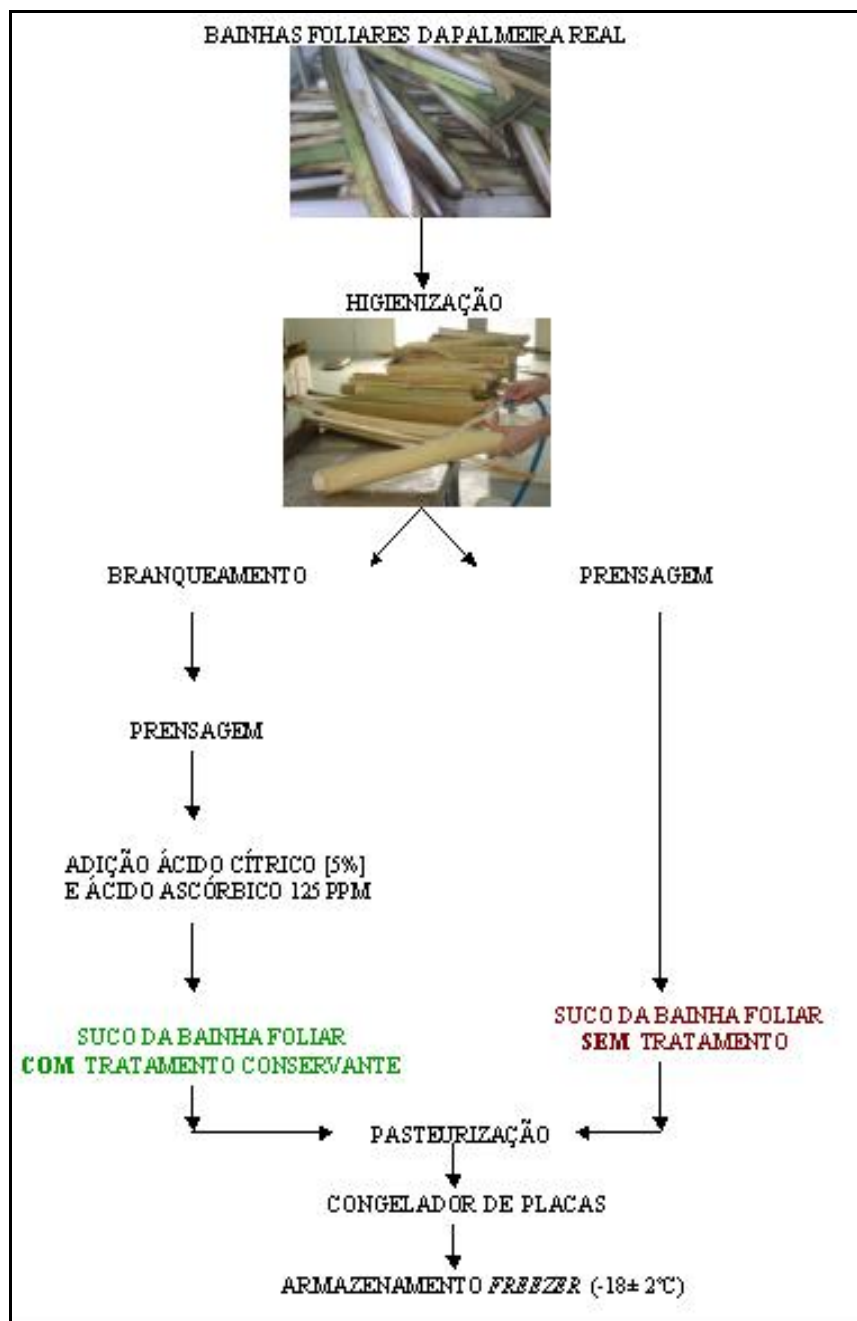 BAINHAS FOLIARES DA PALMEIRA REAL
HIGIENIZAÇÃO
BRANQUEAMENTO
PRENSAGEM
PRENSAGEM
ADIÇÃO ÁCIDO CÍTRICO [5%]
E ÁCIDO ASCÓRBICO 125 PPM
SUCO DA BAINHA FOLIAR
COM TRATAMENTO CONSERVANTE
SUCO DA BAINHA FOLIAR
SEM TRATAMENTO
PASTEURIZAÇÃO
CONGELADOR DE PLACAS
ARMAZENAMENTO FREEZER (-18± 2°C)